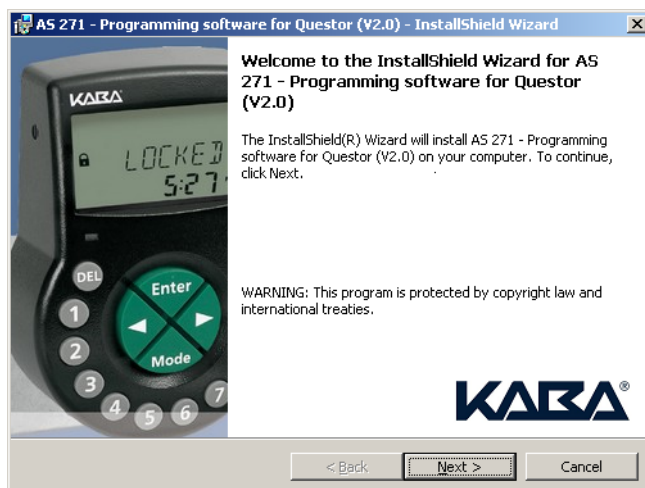 AS 271 - Programming software for Questor (V2.0) - InstallShield Wizard
Welcome to the InstallShield Wizard for AS
271 - Programming software for Questor
(V2.0)
The InstallShield(R) Wizard will install AS 271 - Programming
software for Questor (V2.0) on your computer. To continue,
click Next.
WARNING: This program is protected by copyright law and
international treaties.
KABA
LOCKED
5:27
DEL
Enter
Mode
1
2
3
4
5
6
7
KABA®
< Back
Next >
Cancel